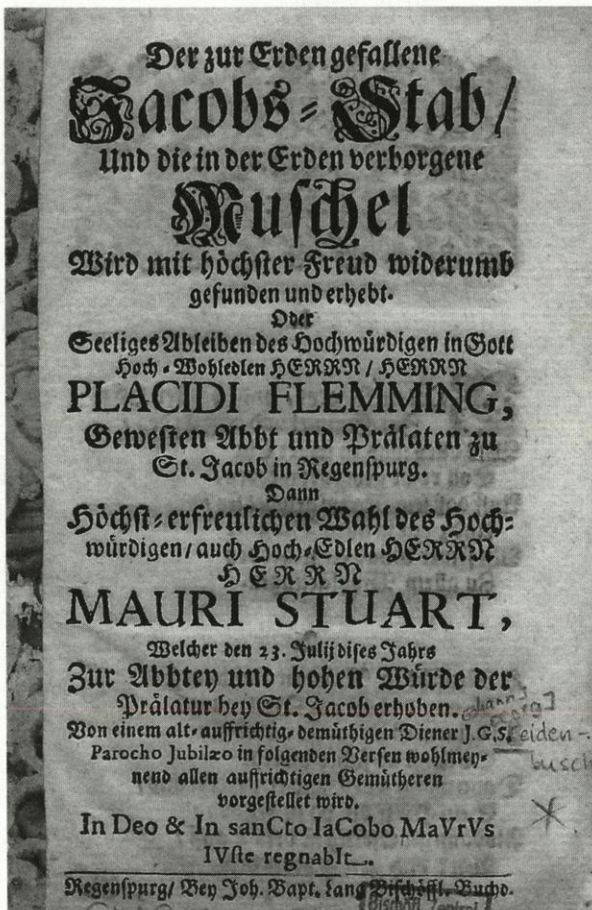 Der zur Erden gefallene
Jacobs-Stab/
Und die in der Erden verborgene
Muschel
Wird mit höchster Freud widerumb
gefunden und erhebt.
Oder
Seeliges Ableiben des Hochwürdigen in Gott
Hoch-Wohledlen HERRN/ HERRN
PLACIDI FLEMMING,
Gewesten Abbt und Prälaten zu
St. Jacob in Regenspurg.
Dann
Höchst-erfreulichen Wahl des Hoch-
würdigen/ auch Hoch-Edlen HERRN
HERRN
MAURI STUART,
Welcher den 23. Julij dises Jahrs
Zur Abbtey und hohen Würde der
Prälatur bey St. Jacob erhoben.
Von einem alt-auffrichtig-demüthigen Diener J.G.S. eiden-
Parocho Jubilæo in folgenden Versen wohlmey- busch
nend allen auffrichtigen Gemütheren
vorgestellet wird.
In Deo & In sanCto IaCobo MaVrVs
IVste regnabIt.
Regenspurg/ Bey Joh. Bapt. Lang Bischöffl. Buchd.